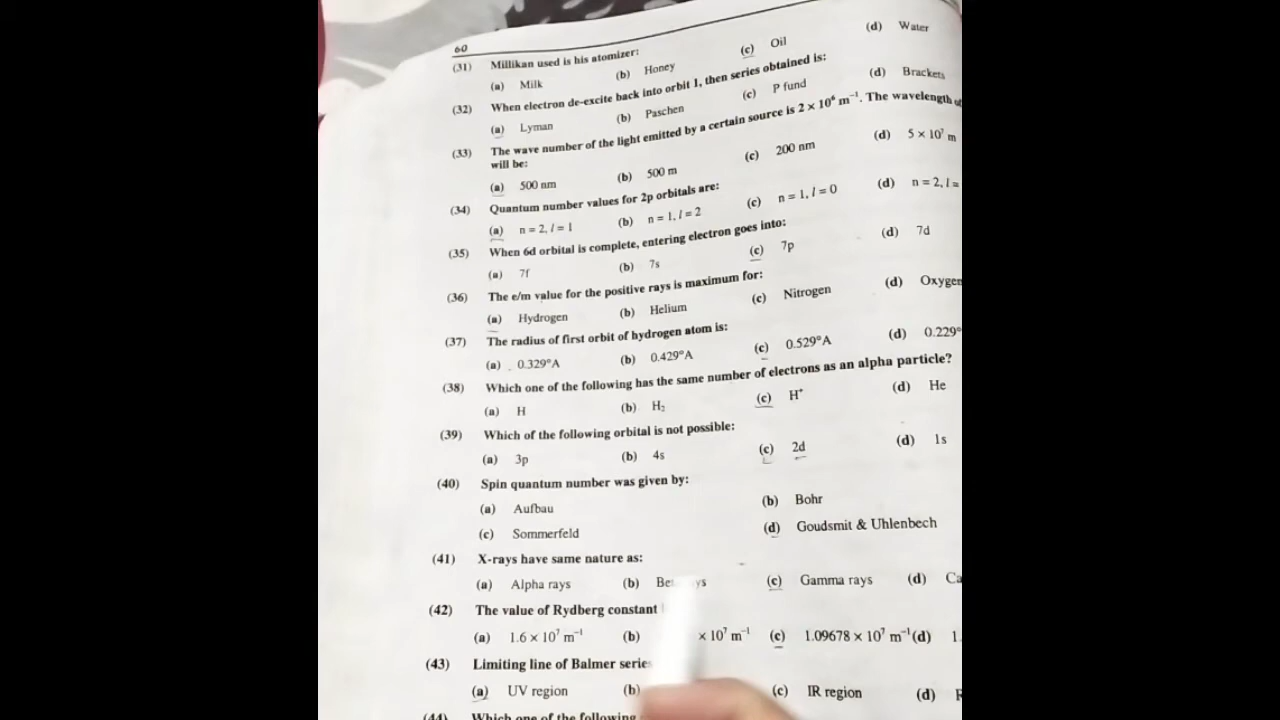 60
(31) Millikan used is his atomizer:
(a) Milk (b) Honey (c) Oil (d) Water
(32) When electron de-excite back into orbit 1, then series obtained is:
(a) Lyman (b) Paschen (c) P fund (d) Brackets
(33) The wave number of the light emitted by a certain source is 2 × 10⁶ m⁻¹. The wavelength of
will be:
(a) 500 nm (b) 500 m (c) 200 nm (d) 5 × 10⁷ m
(34) Quantum number values for 2p orbitals are:
(a) n = 2, l = 1 (b) n = 1, l = 2 (c) n = 1, l = 0 (d) n = 2, l =
(35) When 6d orbital is complete, entering electron goes into:
(a) 7f (b) 7s (c) 7p (d) 7d
(36) The e/m value for the positive rays is maximum for:
(a) Hydrogen (b) Helium (c) Nitrogen (d) Oxygen
(37) The radius of first orbit of hydrogen atom is:
(a) 0.329°A (b) 0.429°A (c) 0.529°A (d) 0.229°
(38) Which one of the following has the same number of electrons as an alpha particle?
(a) H (b) H₂ (c) H⁺ (d) He
(39) Which of the following orbital is not possible:
(a) 3p (b) 4s (c) 2d (d) 1s
(40) Spin quantum number was given by:
(a) Aufbau (b) Bohr
(c) Sommerfeld (d) Goudsmit & Uhlenbech
(41) X-rays have same nature as:
(a) Alpha rays (b) (c) Gamma rays (d) Ca
(42) The value of Rydberg constant
(a) 1.6 × 10⁷ m⁻¹ (b) × 10⁷ m⁻¹ (c) 1.09678 × 10⁷ m⁻¹ (d) 1.
(43) Limiting line of Balmer serie
(a) UV region (b) (c) IR region (d)
(44) Which one of the following